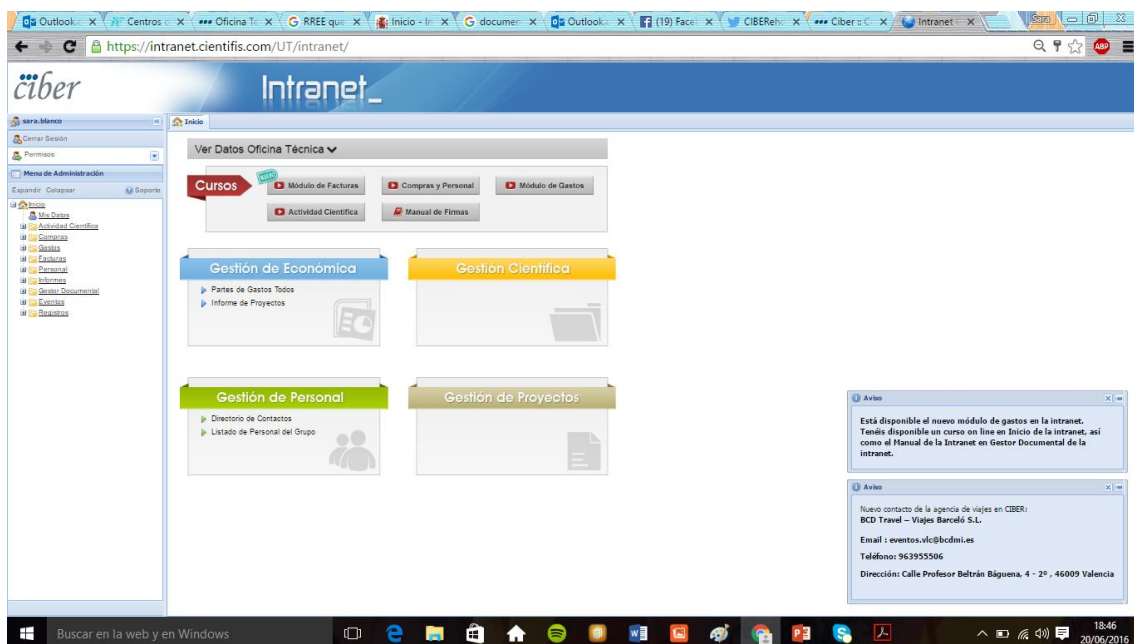 Outlook
Centros
Oficina Te
RREE que
Inicio - In
documen
Outlook
(19) Face
CIBEReho
Ciber ::
Intranet
Sara
https://intranet.cientifis.com/UT/intranet/
ABP
ciber
Intranet_
sara.blanco
Inicio
Cerrar Sesión
Permisos
Menu de Administración
Expandir Colapsar
Soporte
Inicio
Mis Datos
Actividad Científica
Compras
Gastos
Facturas
Personal
Informes
Gestor Documental
Eventos
Registros
Ver Datos Oficina Técnica
Cursos
NUEVO
Módulo de Facturas
Compras y Personal
Módulo de Gastos
Actividad Científica
Manual de Firmas
Gestión de Económica
Partes de Gastos Todos
Informe de Proyectos
Gestión Científica
Gestión de Personal
Directorio de Contactos
Listado de Personal del Grupo
Gestión de Proyectos
Aviso
Está disponible el nuevo módulo de gastos en la intranet.
Tenéis disponible un curso on line en Inicio de la intranet, así
como el Manual de la Intranet en Gestor Documental de la
intranet.
Aviso
Nuevo contacto de la agencia de viajes en CIBER:
BCD Travel – Viajes Barceló S.L.
Email : eventos.vlc@bcdmi.es
Teléfono: 963955506
Dirección: Calle Profesor Beltrán Báguena, 4 - 2º , 46009 Valencia
Buscar en la web y en Windows
18:46
20/06/2016